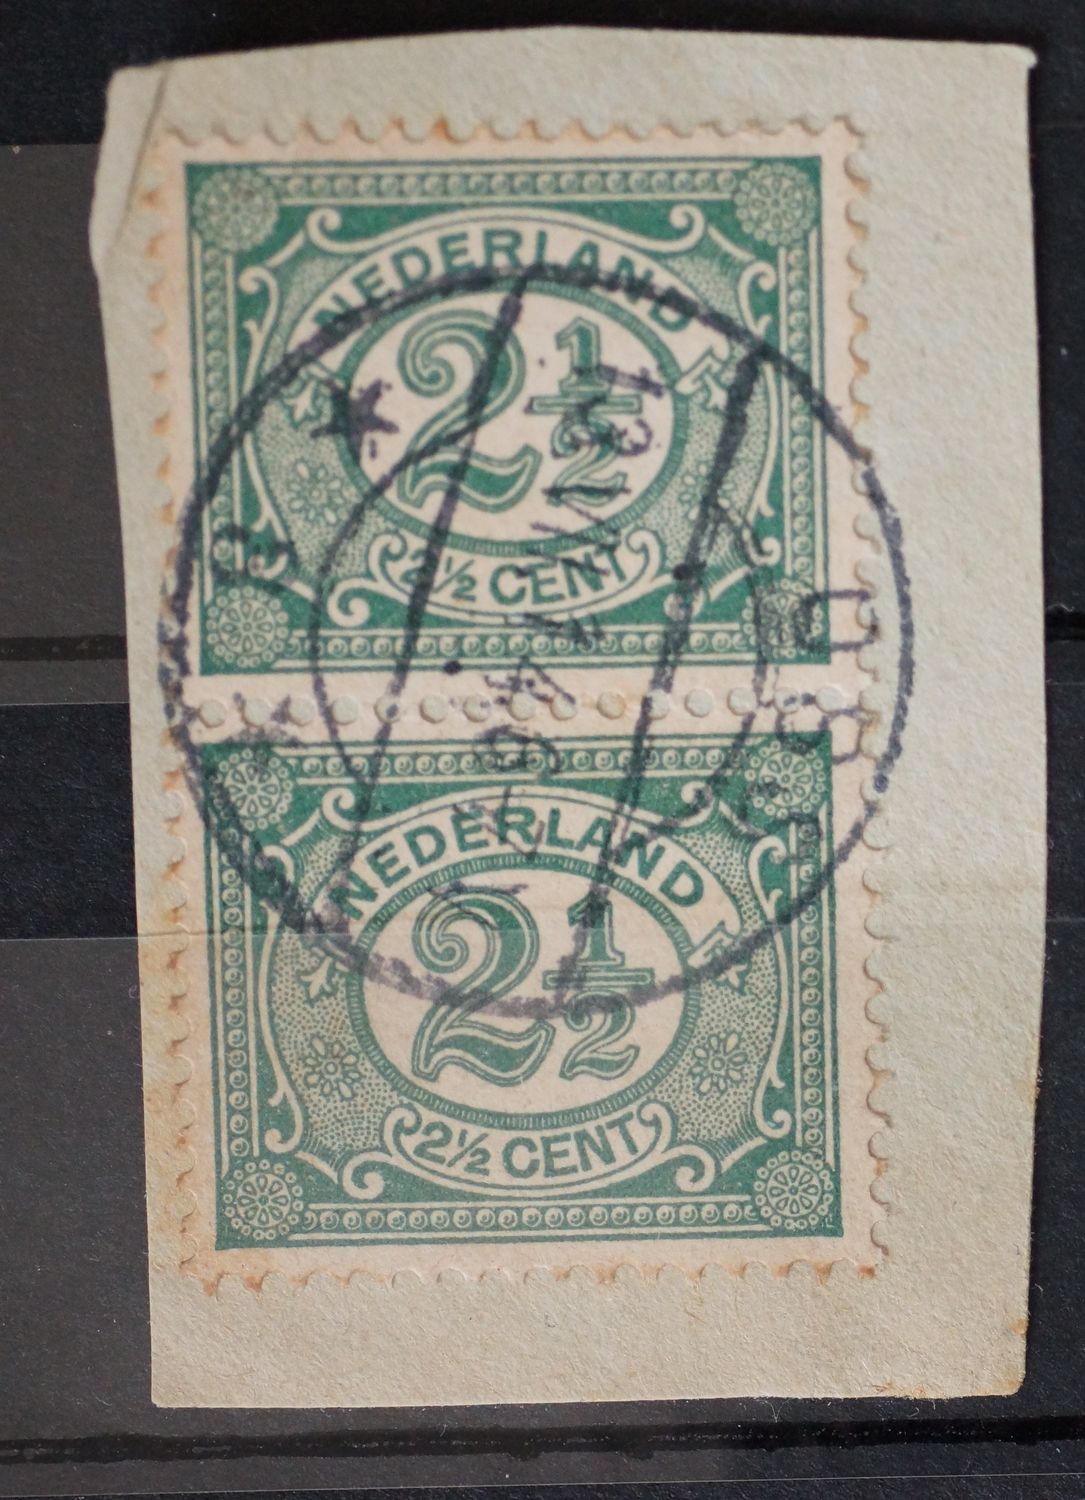 NEDERLAND
2 1/2
2½ CENT
NEDERLAND
2 1/2
2½ CENT